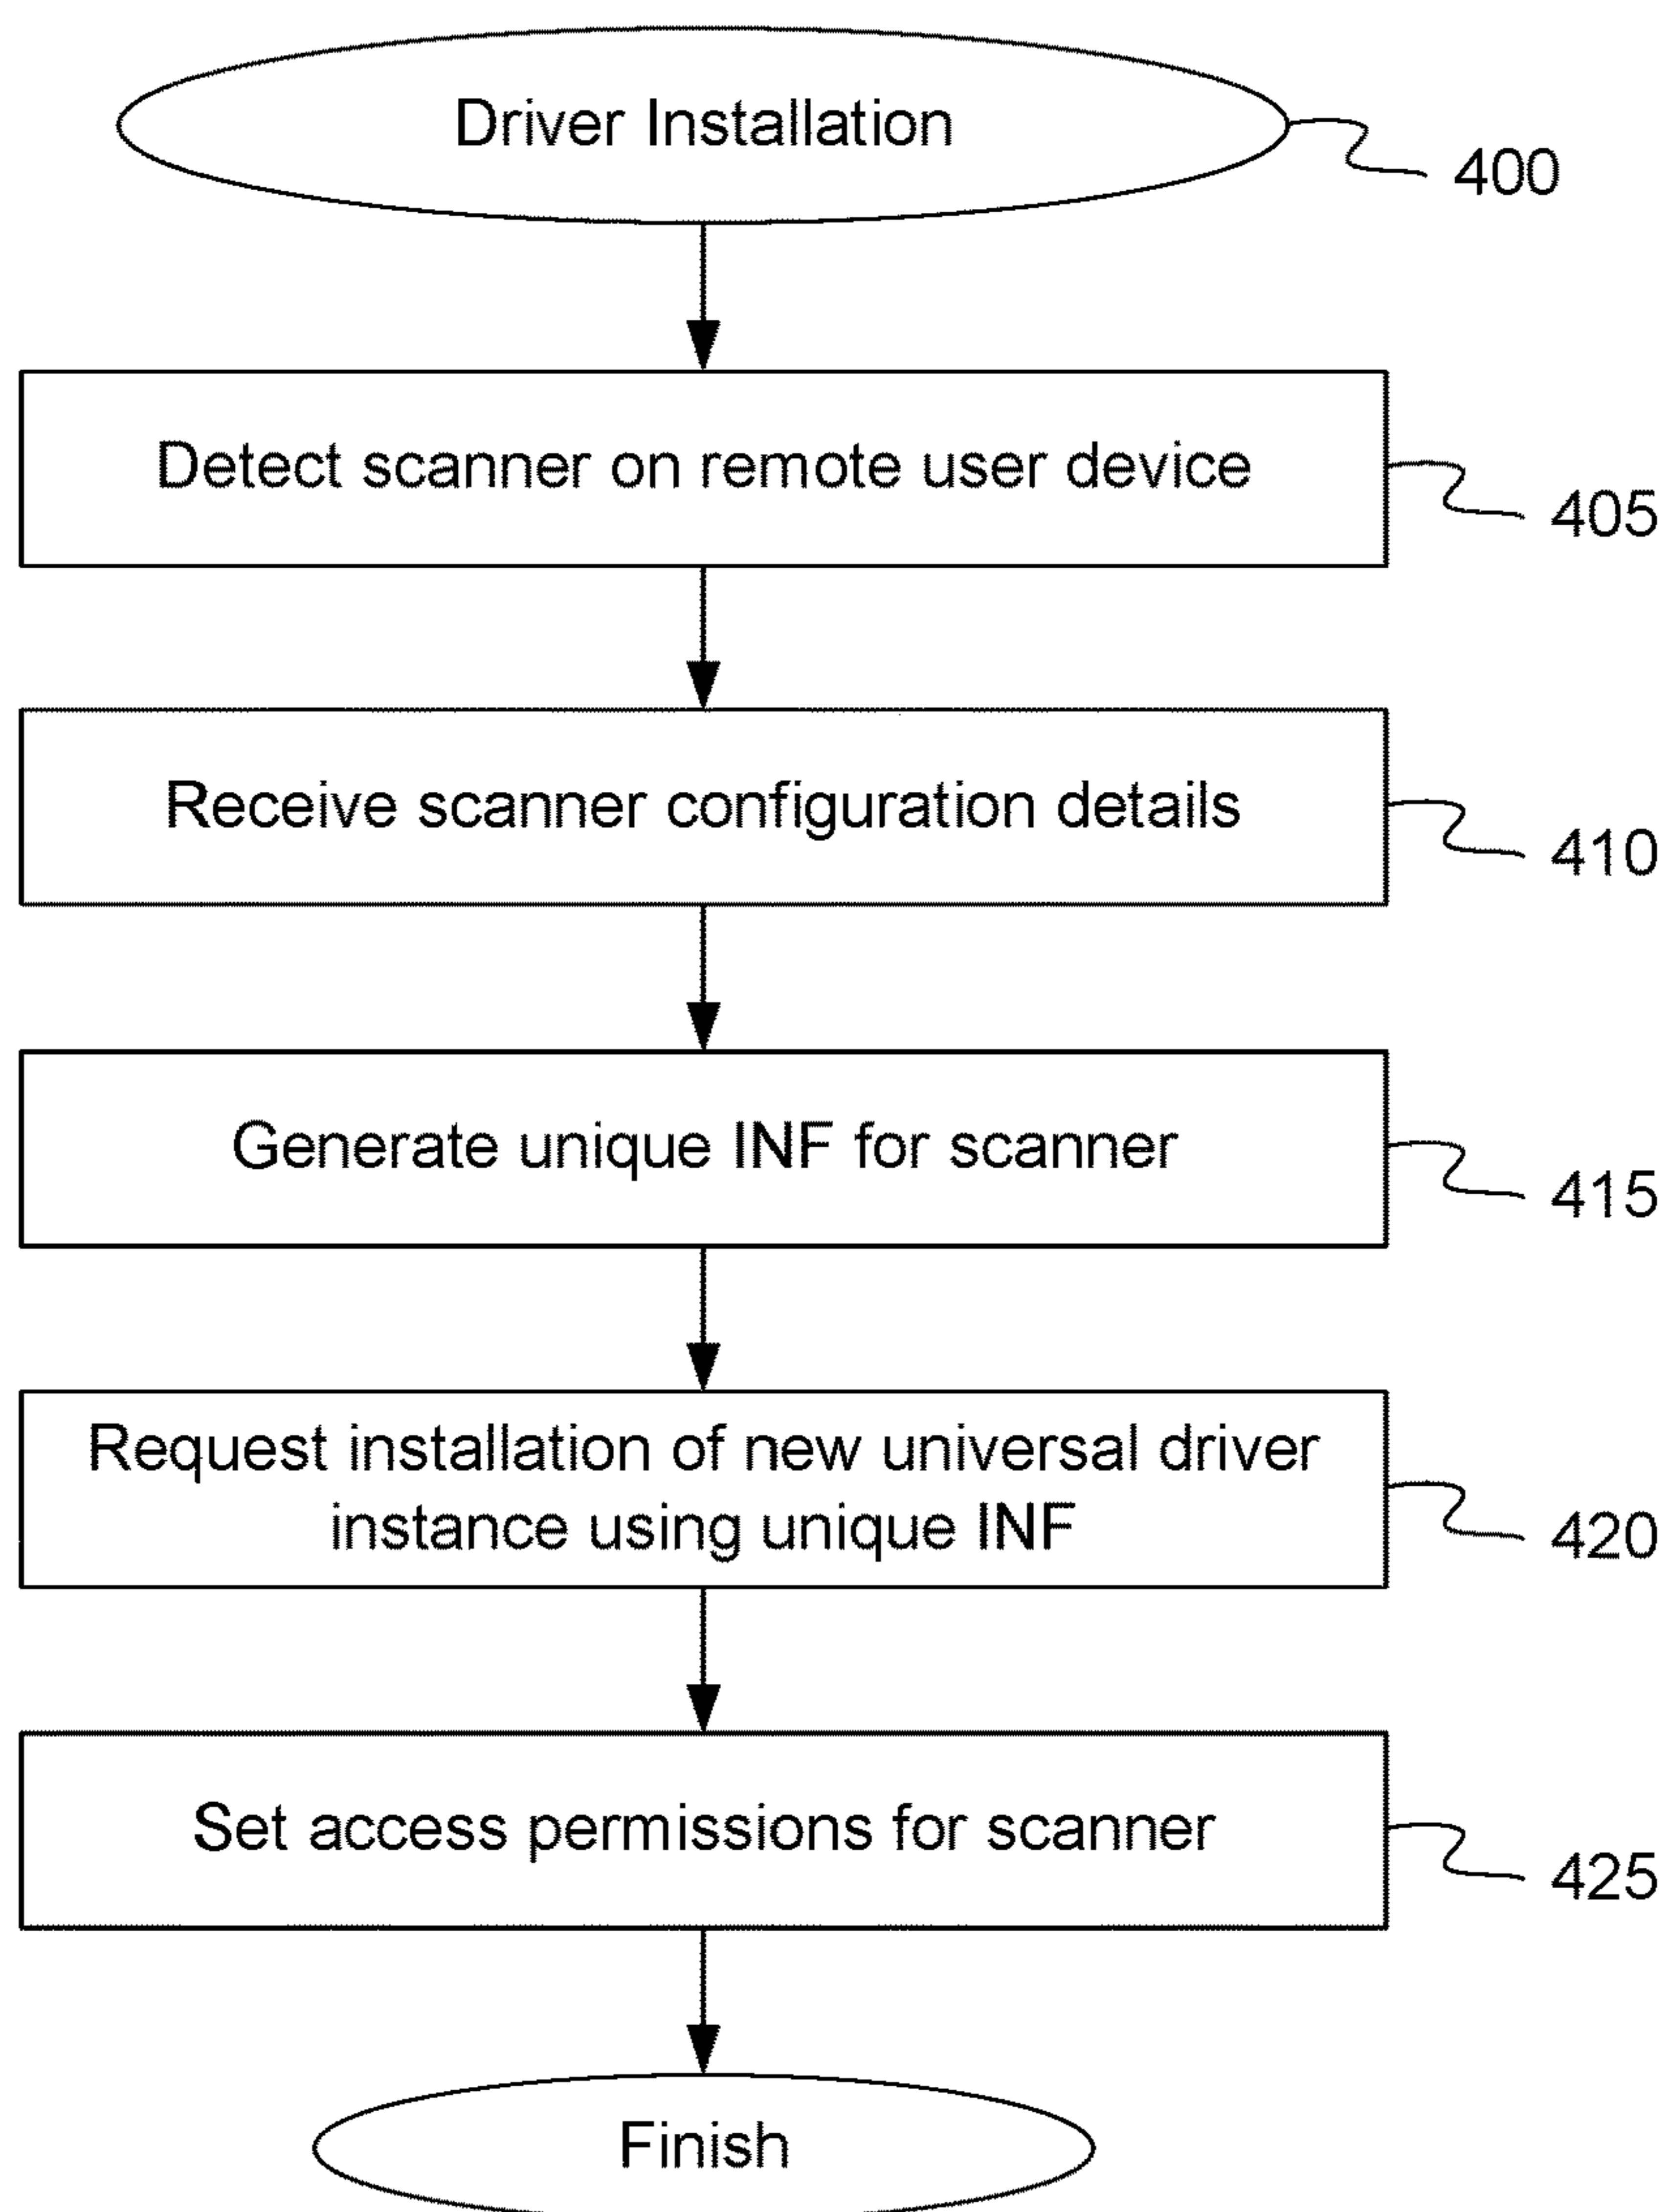 Driver Installation
400
Detect scanner on remote user device
405
Receive scanner configuration details
410
Generate unique INF for scanner
415
Request installation of new universal driver
instance using unique INF
420
Set access permissions for scanner
425
Finish